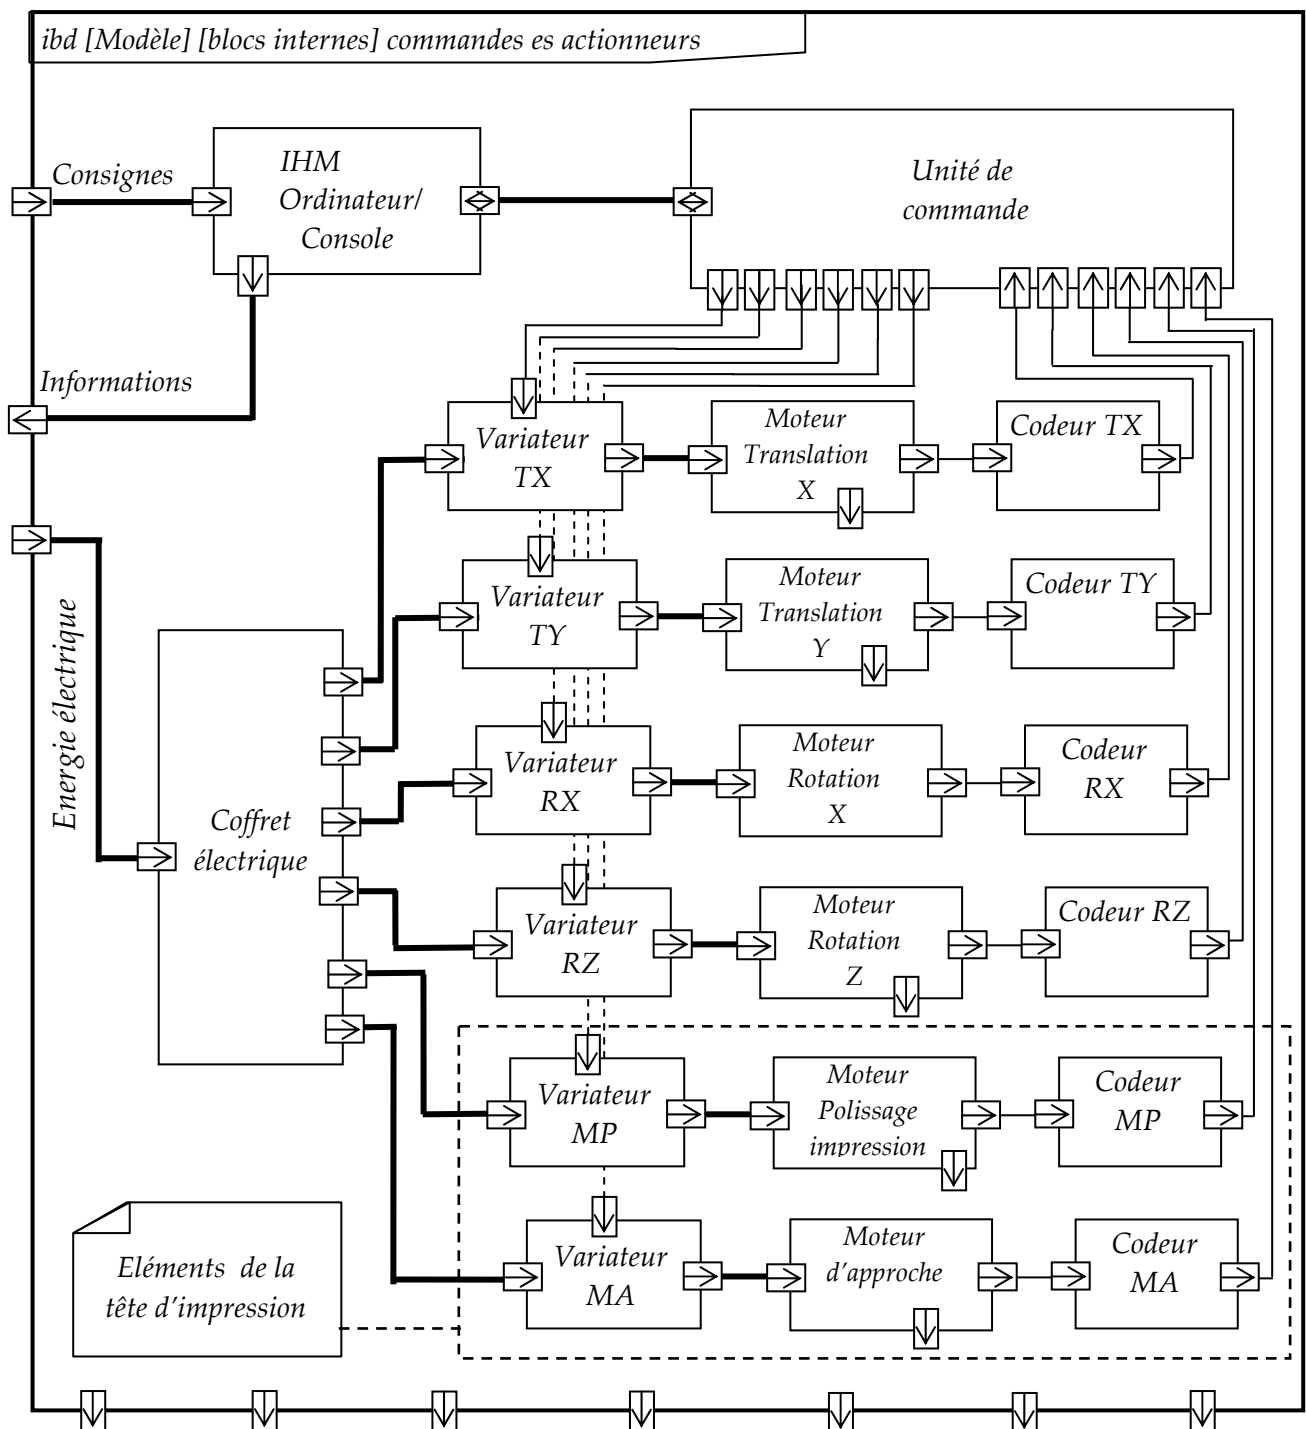 ibd [Modèle] [blocs internes] commandes es actionneurs
Consignes
IHM
Ordinateur/
Console
Unité de
commande
Informations
Variateur
TX
Moteur
Translation
X
Codeur TX
Variateur
TY
Moteur
Translation
Y
Codeur TY
Energie électrique
Variateur
RX
Moteur
Rotation
X
Codeur
RX
Coffret
électrique
Variateur
RZ
Moteur
Rotation
Z
Codeur RZ
Variateur
MP
Moteur
Polissage
impression
Codeur
MP
Variateur
MA
Moteur
d'approche
Codeur
MA
Eléments de la
tête d'impression